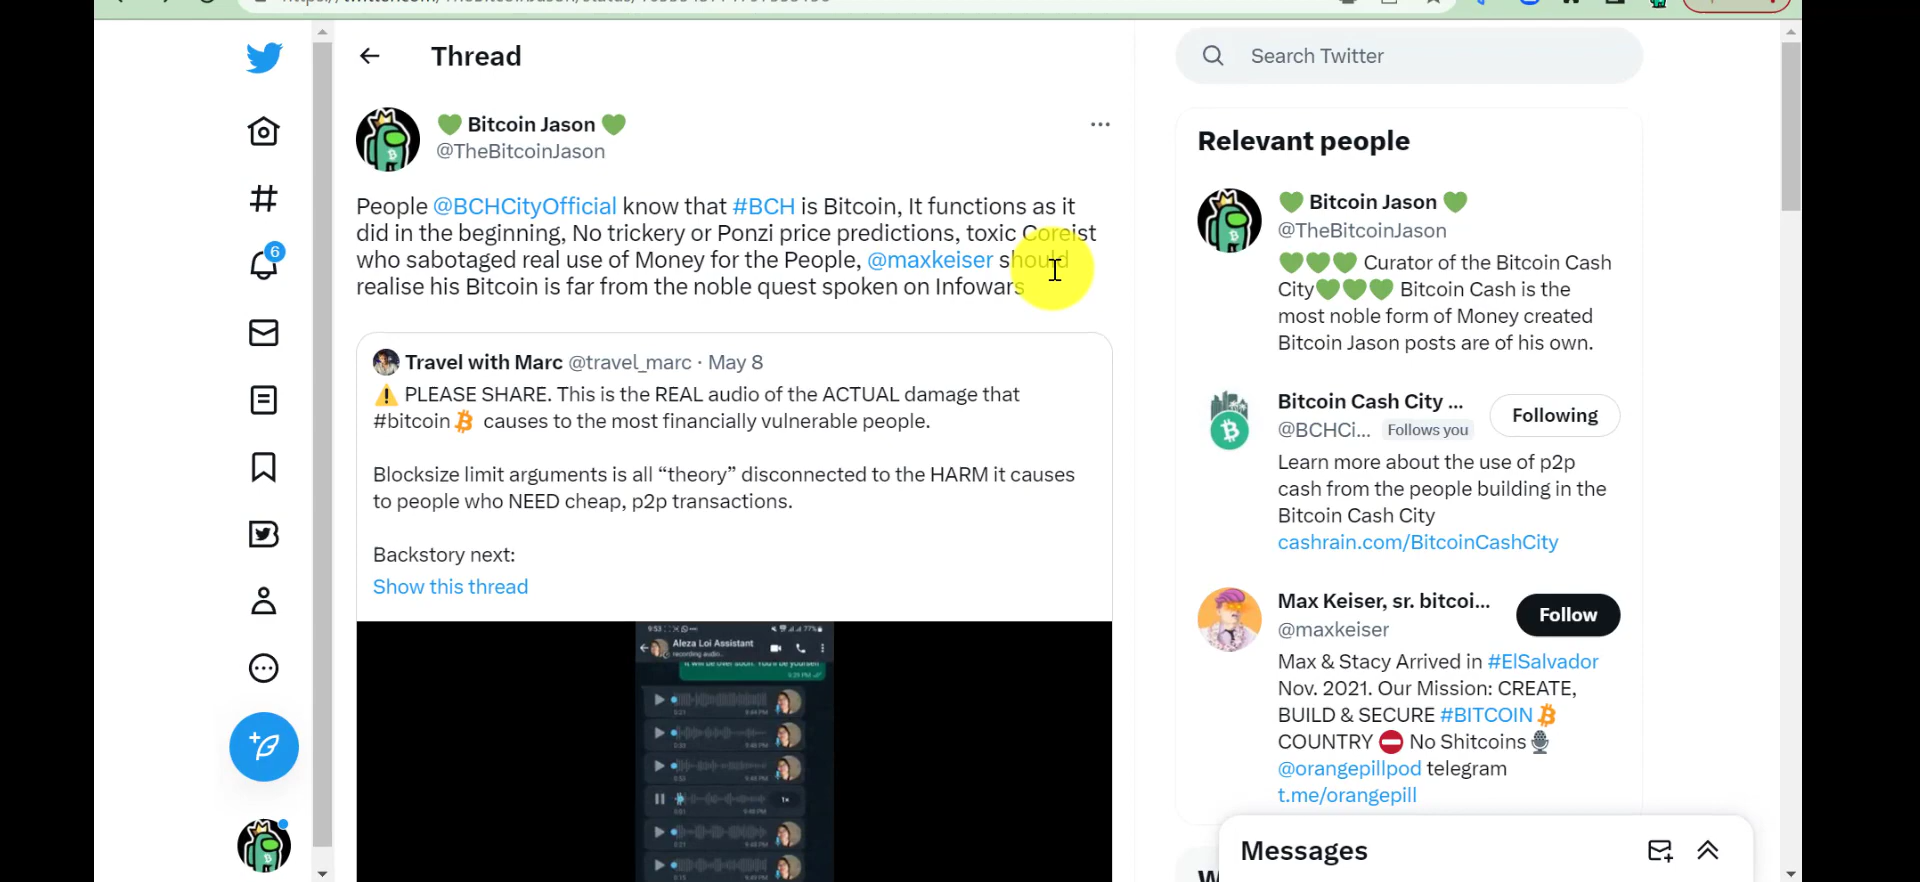 Thread
Search Twitter
Bitcoin Jason
@TheBitcoinJason
People @BCHCityOfficial know that #BCH is Bitcoin, It functions as it
did in the beginning, No trickery or Ponzi price predictions, toxic Coreist
who sabotaged real use of Money for the People, @maxkeiser should
realise his Bitcoin is far from the noble quest spoken on Infowars
Travel with Marc @travel_marc · May 8
⚠️ PLEASE SHARE. This is the REAL audio of the ACTUAL damage that
#bitcoin causes to the most financially vulnerable people.
Blocksize limit arguments is all “theory” disconnected to the HARM it causes
to people who NEED cheap, p2p transactions.
Backstory next:
Show this thread
Aleza Loi Assistant
recording audio..
6
Relevant people
Bitcoin Jason
@TheBitcoinJason
Curator of the Bitcoin Cash
City Bitcoin Cash is the
most noble form of Money created
Bitcoin Jason posts are of his own.
Bitcoin Cash City ...
Following
@BCHCi... Follows you
Learn more about the use of p2p
cash from the people building in the
Bitcoin Cash City
cashrain.com/BitcoinCashCity
Max Keiser, sr. bitcoi...
Follow
@maxkeiser
Max & Stacy Arrived in #ElSalvador
Nov. 2021. Our Mission: CREATE,
BUILD & SECURE #BITCOIN
COUNTRY ⛔ No Shitcoins
@orangepillpod telegram
t.me/orangepill
Messages